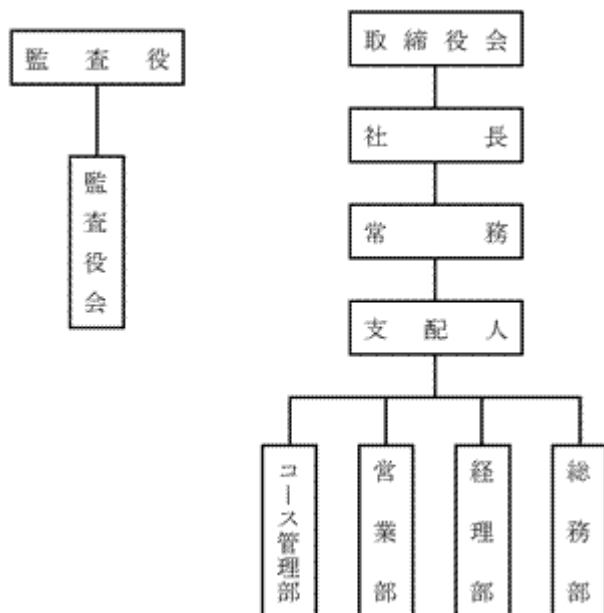 監査役
監査役会
取締役会
社長
常務
支配人
コース管理部
営業部
経理部
総務部